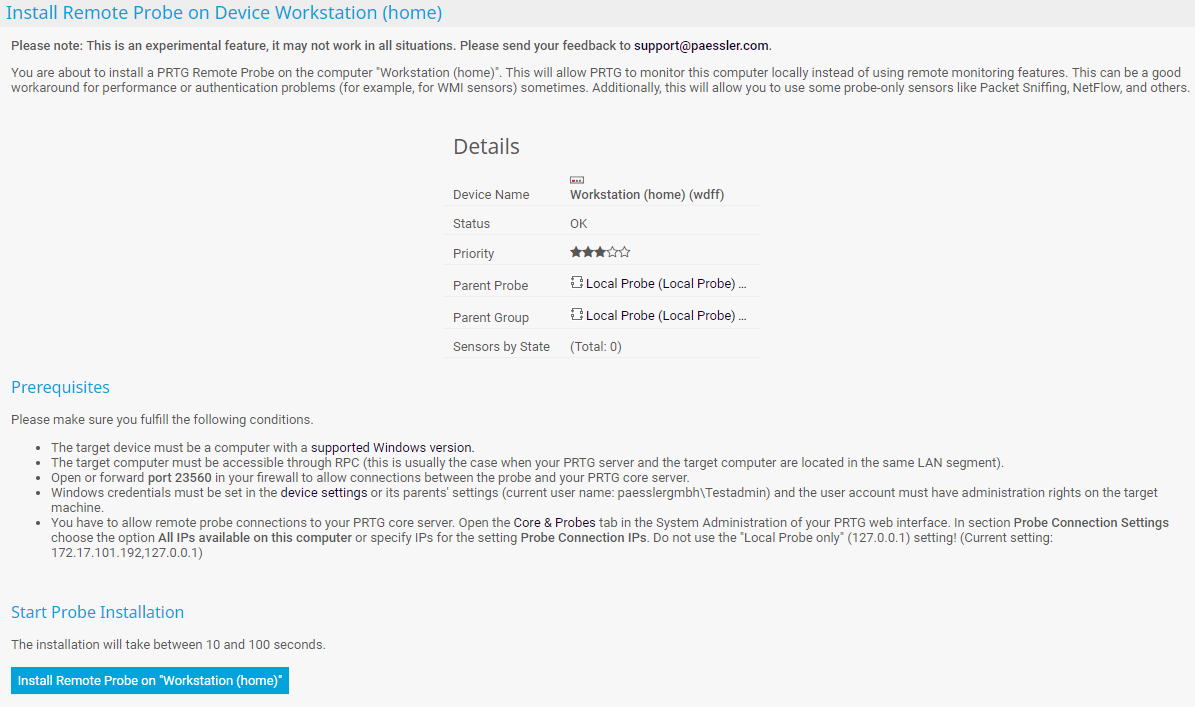 Install Remote Probe on Device Workstation (home)
Please note: This is an experimental feature, it may not work in all situations. Please send your feedback to support@paessler.com.
You are about to install a PRTG Remote Probe on the computer "Workstation (home)". This will allow PRTG to monitor this computer locally instead of using remote monitoring features. This can be a good
workaround for performance or authentication problems (for example, for WMI sensors) sometimes. Additionally, this will allow you to use some probe-only sensors like Packet Sniffing, NetFlow, and others.
Details
Device Name Workstation (home) (wdff)
Status OK
Priority ★★★☆☆
Parent Probe Local Probe (Local Probe) ...
Parent Group Local Probe (Local Probe) ...
Sensors by State (Total: 0)
Prerequisites
Please make sure you fulfill the following conditions.
• The target device must be a computer with a supported Windows version.
• The target computer must be accessible through RPC (this is usually the case when your PRTG server and the target computer are located in the same LAN segment).
• Open or forward port 23560 in your firewall to allow connections between the probe and your PRTG core server.
• Windows credentials must be set in the device settings or its parents' settings (current user name: paesslergmbh\Testadmin) and the user account must have administration rights on the target
machine.
• You have to allow remote probe connections to your PRTG core server. Open the Core & Probes tab in the System Administration of your PRTG web interface. In section Probe Connection Settings
choose the option All IPs available on this computer or specify IPs for the setting Probe Connection IPs. Do not use the "Local Probe only" (127.0.0.1) setting! (Current setting:
172.17.101.192,127.0.0.1)
Start Probe Installation
The installation will take between 10 and 100 seconds.
Install Remote Probe on "Workstation (home)"